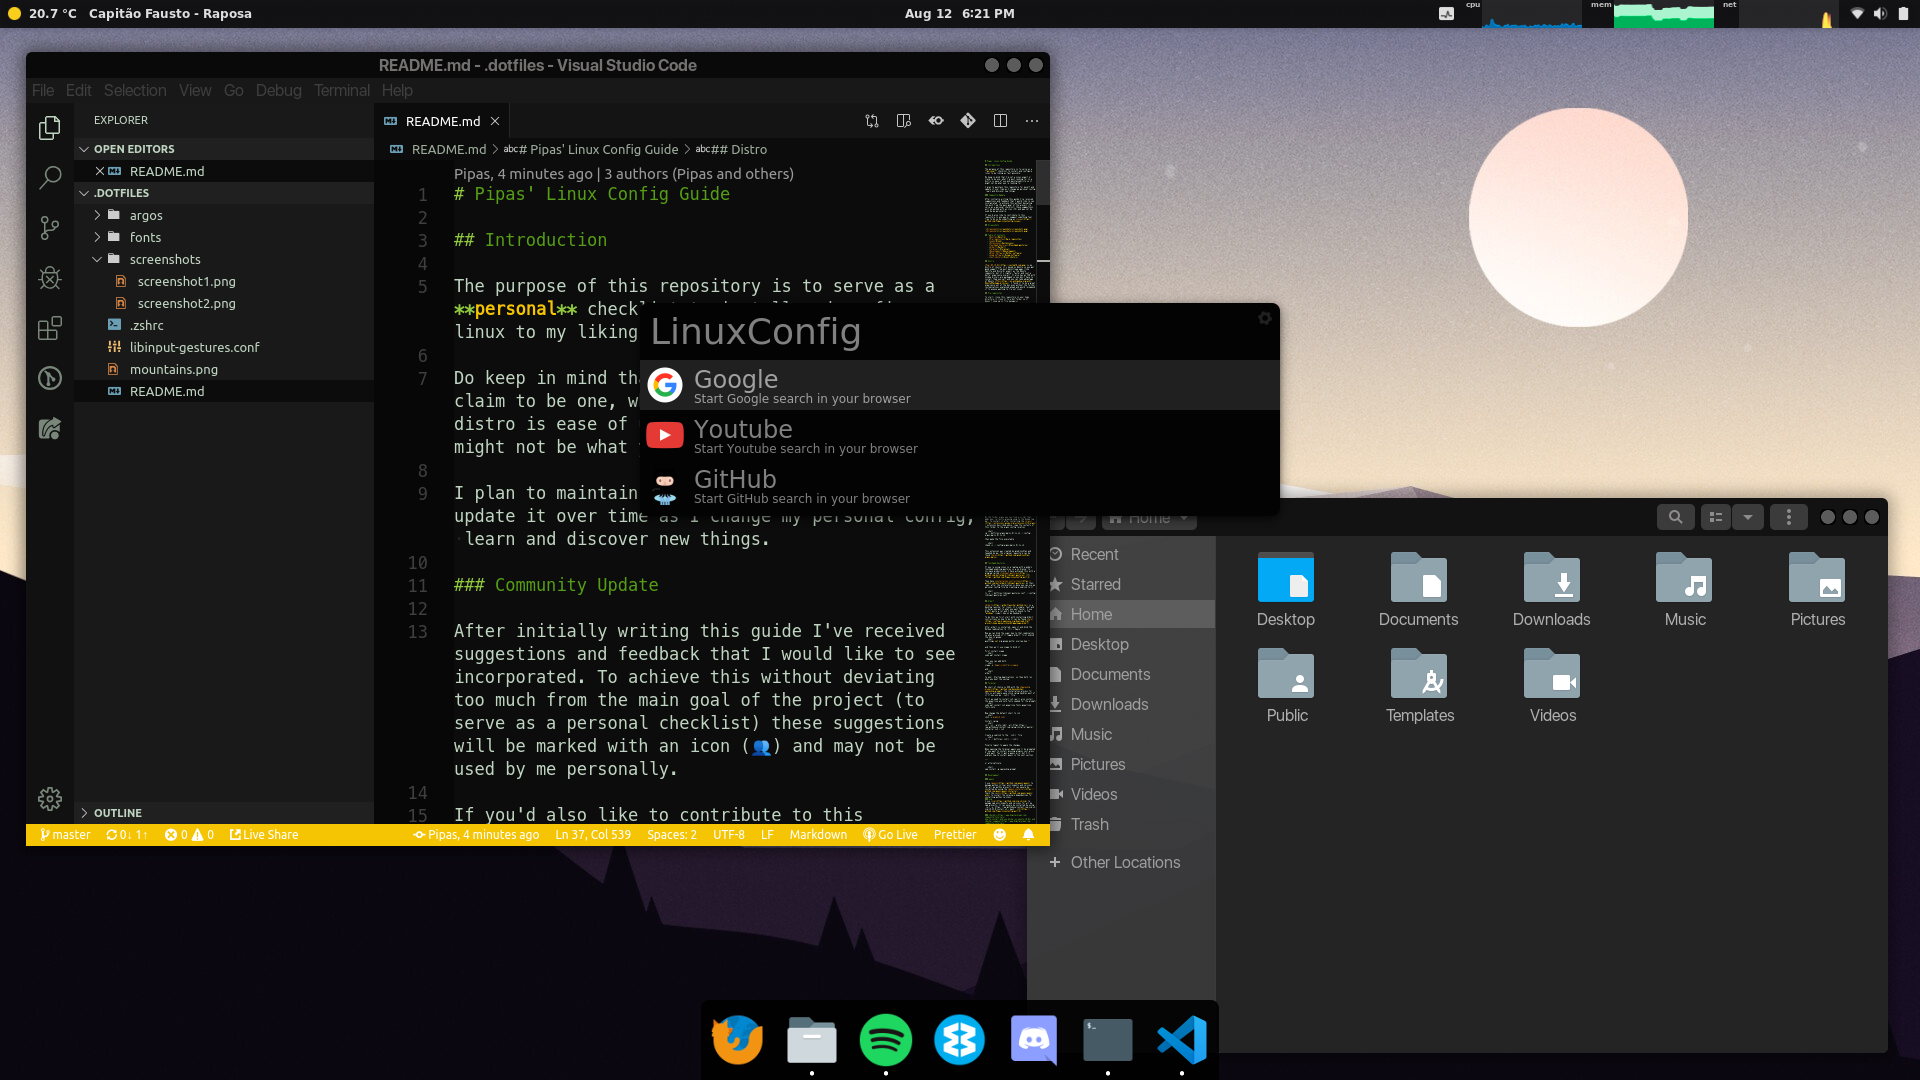 20.7 °C Capitão Fausto - Raposa
Aug 12 6:21 PM
cpu
mem
net
README.md - .dotfiles - Visual Studio Code
File Edit Selection View Go Debug Terminal Help
EXPLORER
OPEN EDITORS
README.md
.DOTFILES
argos
fonts
screenshots
screenshot1.png
screenshot2.png
.zshrc
libinput-gestures.conf
mountains.png
README.md
OUTLINE
README.md
README.md > abc# Pipas' Linux Config Guide > abc## Distro
Pipas, 4 minutes ago | 3 authors (Pipas and others)
1 # Pipas' Linux Config Guide
2
3 ## Introduction
4
5 The purpose of this repository is to serve as a
**personal** check
linux to my liking
6
7 Do keep in mind
claim to be one,
distro is ease of
might not be what
8
9 I plan to maintain
update it over time as I change my personal config,
learn and discover new things.
10
11 ### Community Update
12
13 After initially writing this guide I've received
suggestions and feedback that I would like to see
incorporated. To achieve this without deviating
too much from the main goal of the project (to
serve as a personal checklist) these suggestions
will be marked with an icon (👥) and may not be
used by me personally.
14
15 If you'd also like to contribute to this
master 0↓ 1↑ 0 0 Live Share Pipas, 4 minutes ago Ln 37, Col 539 Spaces: 2 UTF-8 LF Markdown Go Live Prettier
LinuxConfig
Google
Start Google search in your browser
Youtube
Start Youtube search in your browser
GitHub
Start GitHub search in your browser
Home
Recent
Starred
Home
Desktop
Documents
Downloads
Music
Pictures
Videos
Trash
+ Other Locations
Desktop Documents Downloads Music Pictures
Public Templates Videos
$_